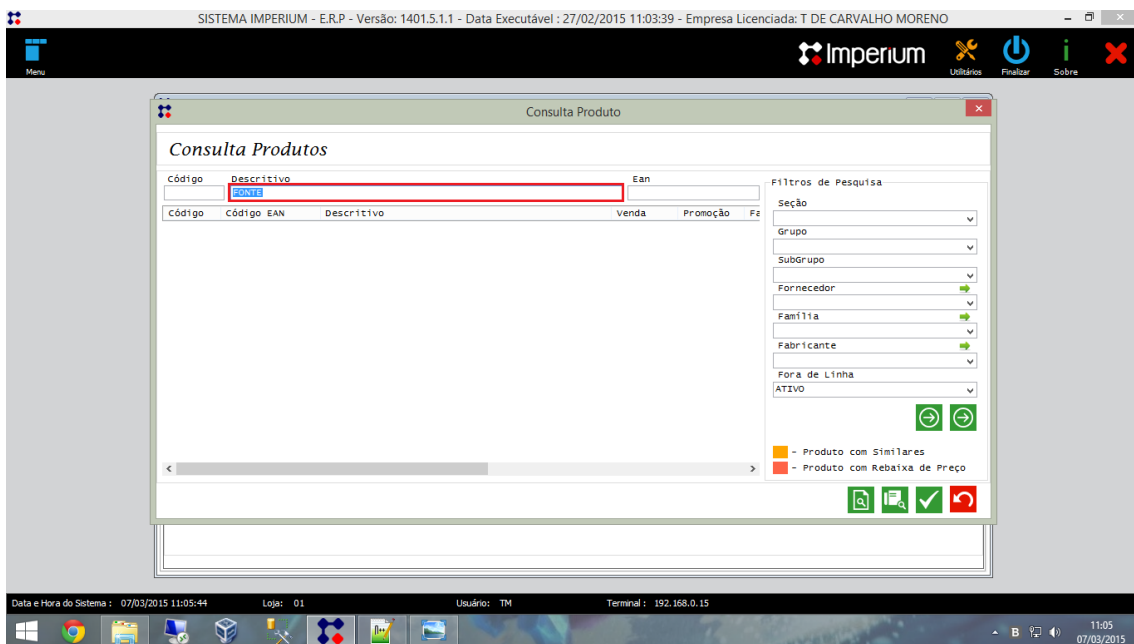 SISTEMA IMPERIUM - E.R.P - Versão: 1401.5.1.1 - Data Executável : 27/02/2015 11:03:39 - Empresa Licenciada: T DE CARVALHO MORENO
Menu
Imperium
Utilitários
Finalizar
Sobre
Consulta Produto
Consulta Produtos
Código Descritivo Ean
FONTE
Código Código EAN Descritivo Venda Promoção Fa
Filtros de Pesquisa
Seção
Grupo
SubGrupo
Fornecedor
Família
Fabricante
Fora de Linha
ATIVO
- Produto com Similares
- Produto com Rebaixa de Preço
Data e Hora do Sistema : 07/03/2015 11:05:44 Loja: 01 Usuário: TM Terminal : 192.168.0.15
11:05
07/03/2015